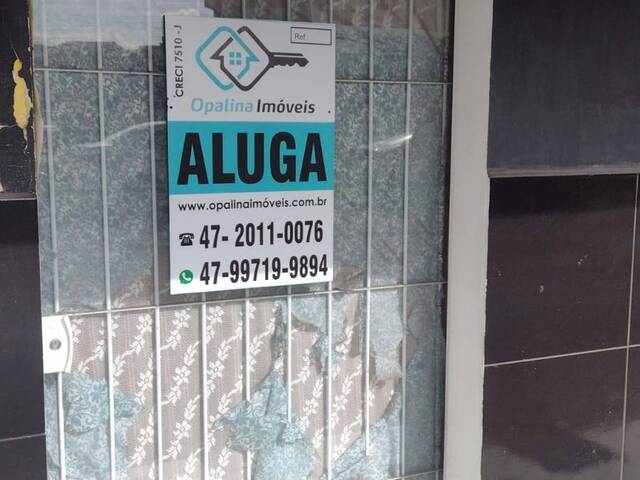 Ref.:
CRECI 7510 -J
Opalina Imóveis
ALUGA
www.opalinaimóveis.com.br
47- 2011-0076
47-99719-9894